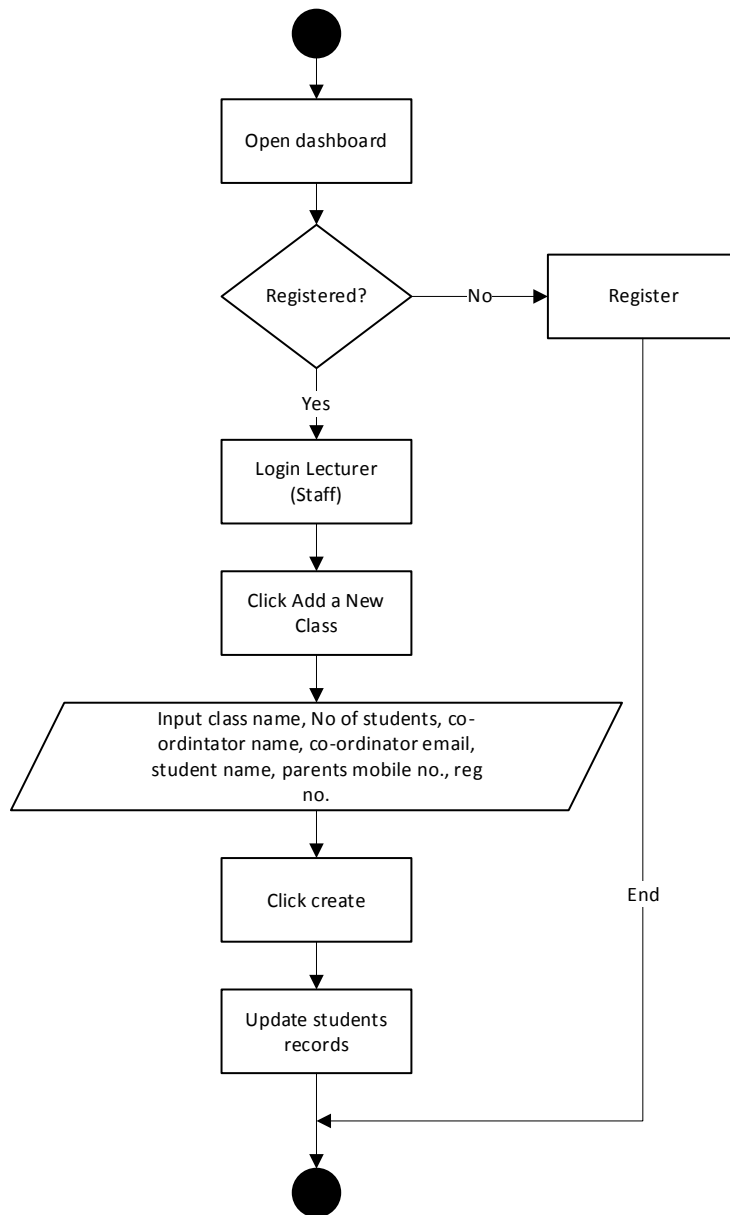 Open dashboard
Registered?
No
Register
Yes
Login Lecturer
(Staff)
Click Add a New
Class
Input class name, No of students, co-
ordintator name, co-ordinator email,
student name, parents mobile no., reg
no.
Click create
End
Update students
records